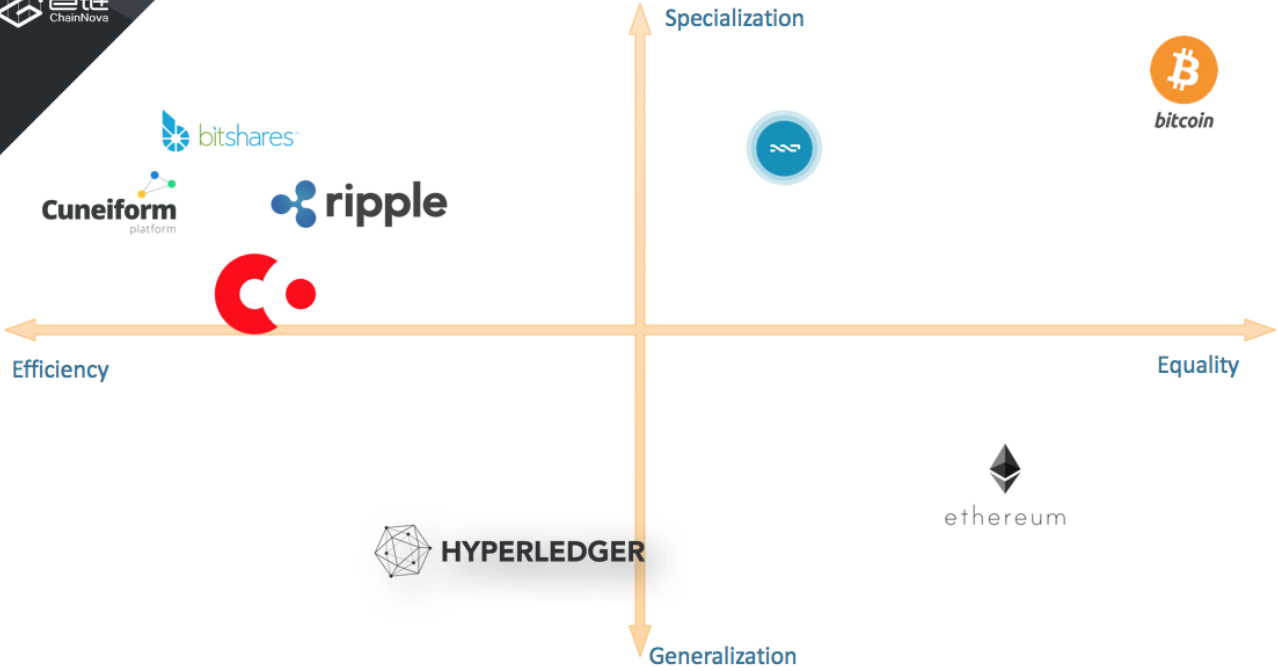 ChainNova
Specialization
bitcoin
bitshares
Cuneiform
platform
ripple
Efficiency
Equality
ethereum
HYPERLEDGER
Generalization